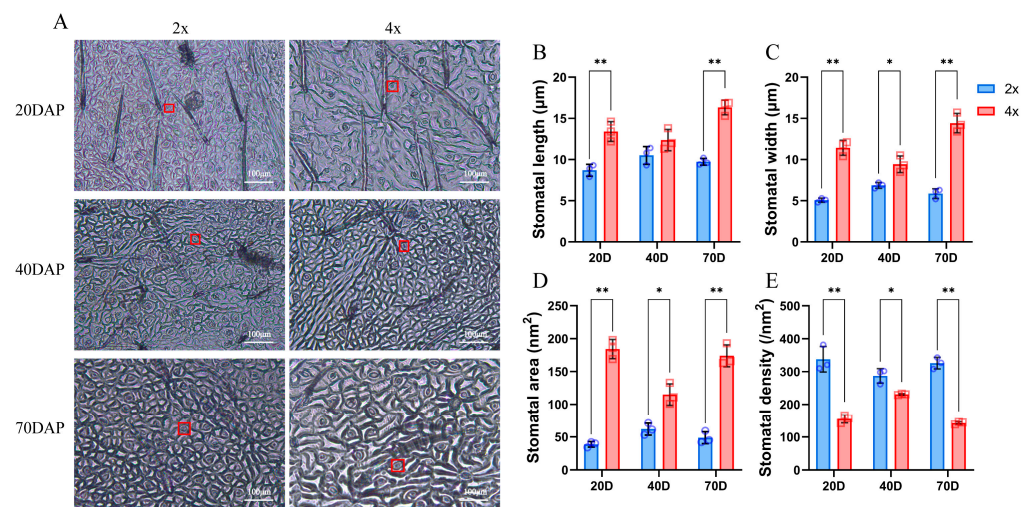 A
2x
4x
20DAP
100μm
100μm
40DAP
100μm
100μm
70DAP
100μm
100μm
B
Stomatal length (μm)
20
15
10
5
0
**
**
20D
40D
70D
C
Stomatal width (μm)
20
15
10
5
0
**
*
**
20D
40D
70D
2x
4x
D
Stomatal area (nm²)
250
200
150
100
50
0
**
*
**
20D
40D
70D
E
Stomatal density (/nm²)
500
400
300
200
100
0
**
*
**
20D
40D
70D